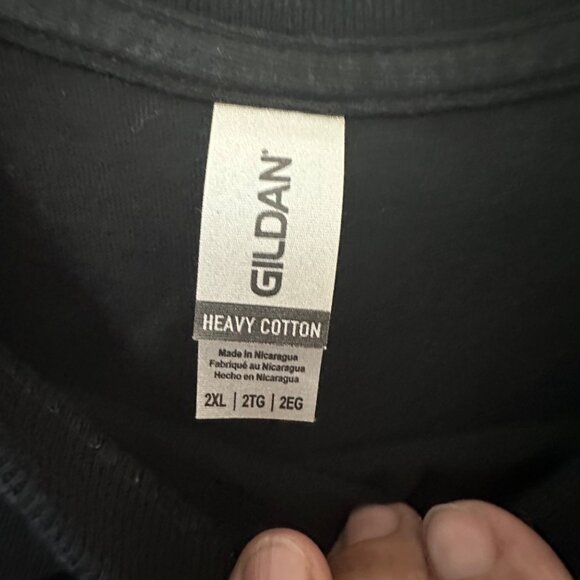 GILDAN®
HEAVY COTTON
Made in Nicaragua
Fabriqué au Nicaragua
Hecho en Nicaragua
2XL | 2TG | 2EG